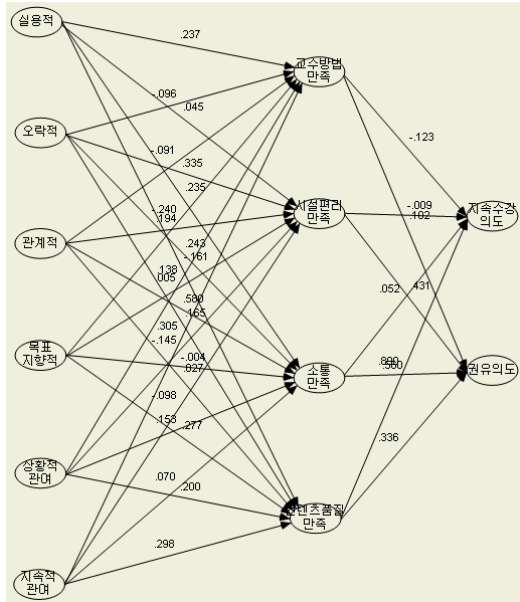 실용적
.237
교수방법
만족
-.096
.045
오락적
-.123
-.091
.335
.235
-.240
.194
시설편리
만족
-.009
.102
지속수강
의도
관계적
.243
-.161
.138
.005
.580
.165
.052
.431
.305
-.145
목표
지향적
-.004
.027
소통
만족
권유의도
-.098
.153
.277
.336
상황적
관여
.070
.200
컨텐츠품질
만족
.298
지속적
관여